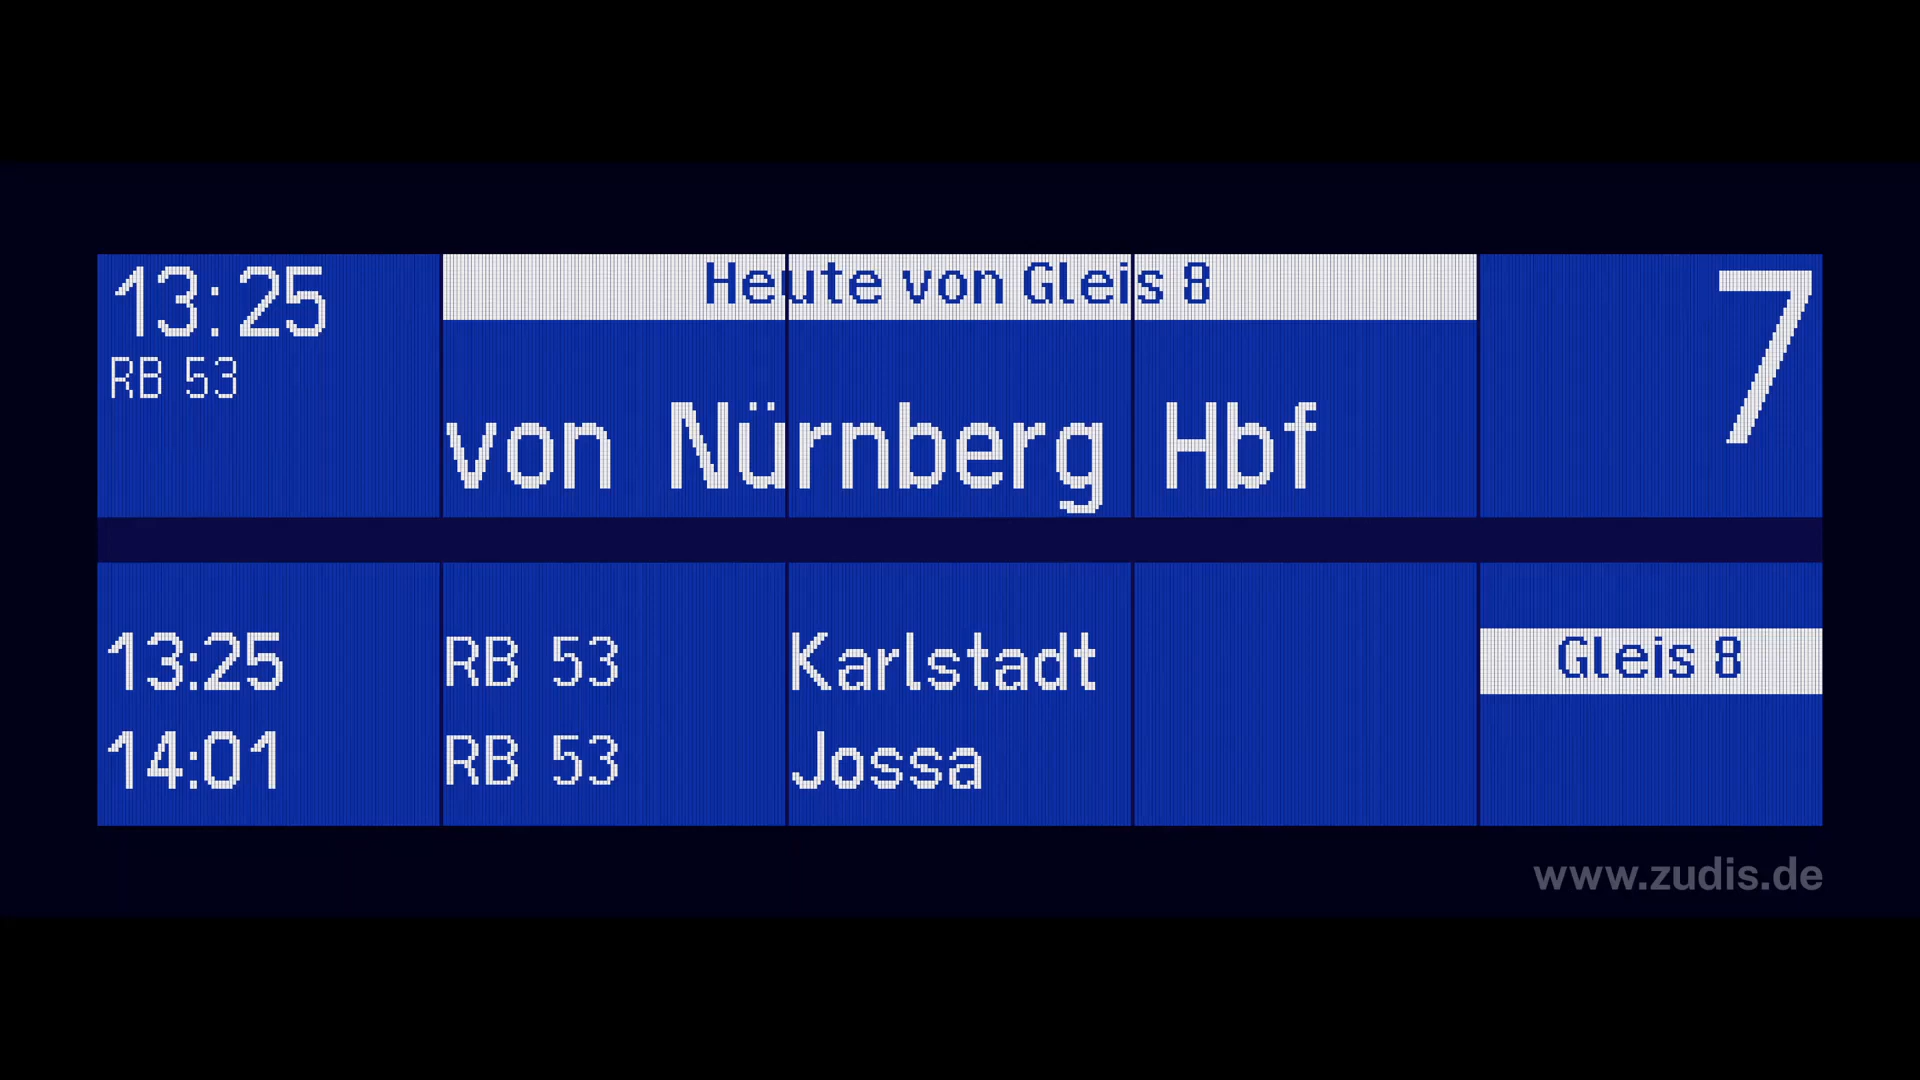 13:25
Heute von Gleis 8
7
RB 53
von Nürnberg Hbf
13:25 RB 53 Karlstadt Gleis 8
14:01 RB 53 Jossa
www.zudis.de